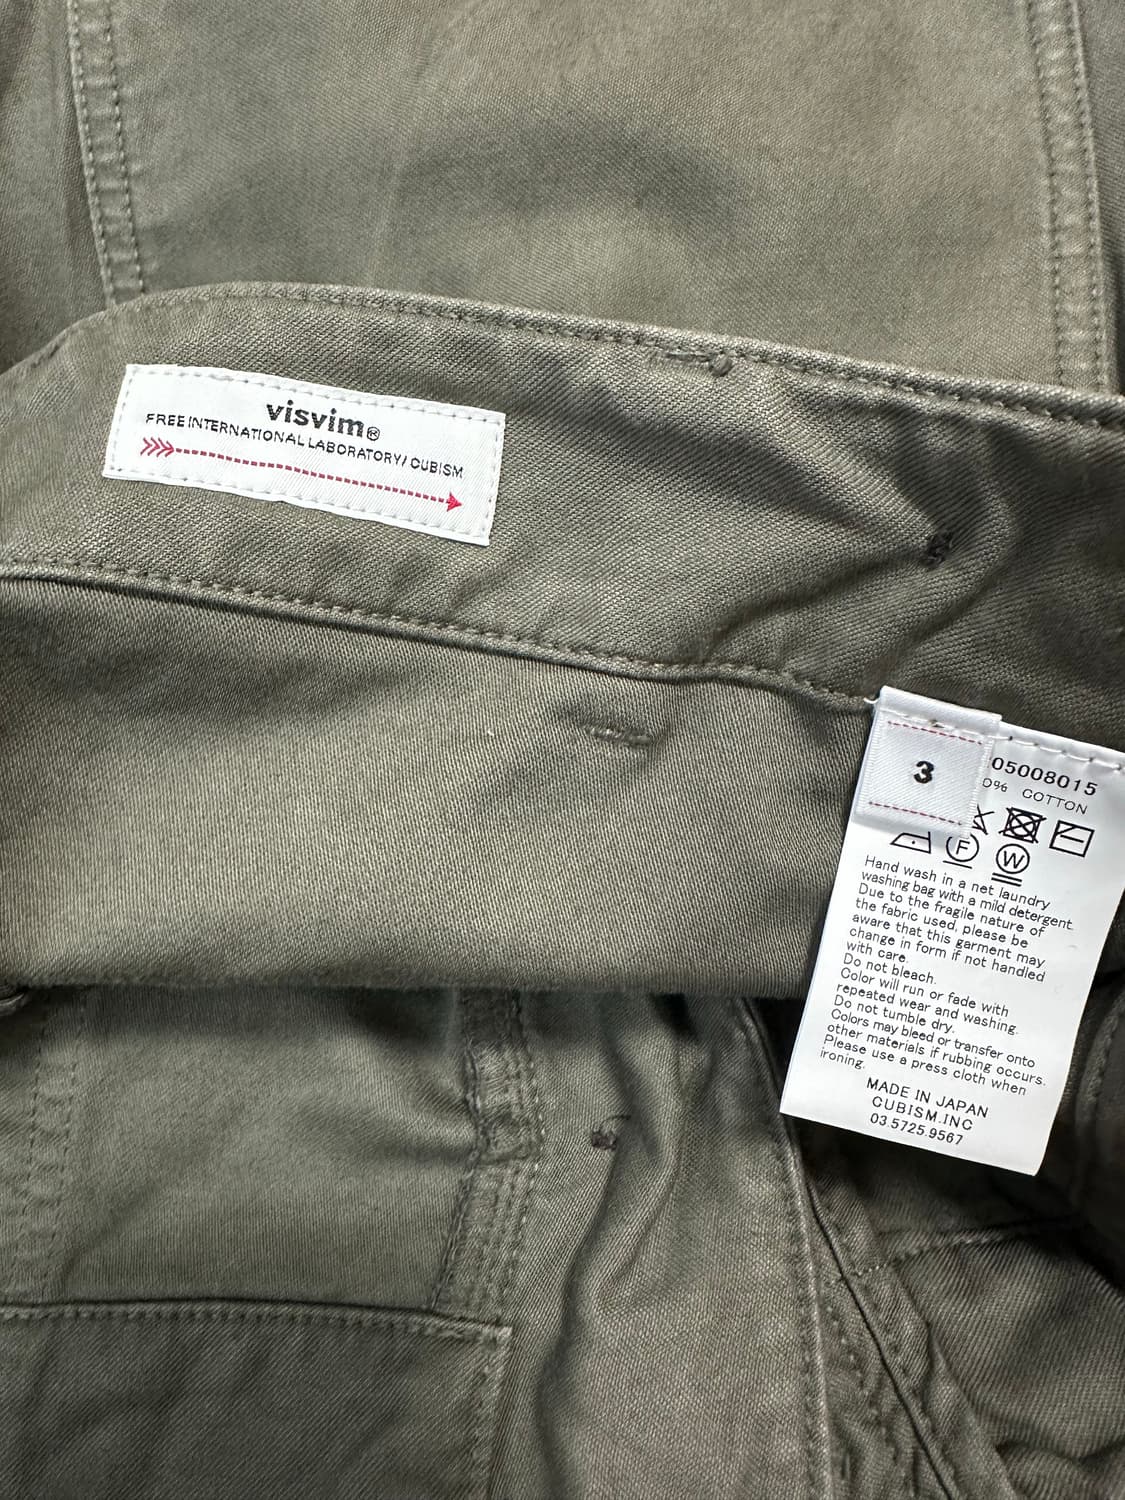 visvim®
FREE INTERNATIONAL LABORATORY/CUBISM
3
05008015
0% COTTON
F
W
Hand wash in a net laundry
washing bag with a mild detergent.
Due to the fragile nature of
the fabric used, please be
aware that this garment may
change in form if not handled
with care.
Do not bleach.
Color will run or fade with
repeated wear and washing.
Do not tumble dry.
Colors may bleed or transfer onto
other materials if rubbing occurs.
Please use a press cloth when
ironing.
MADE IN JAPAN
CUBISM.INC
03.5725.9567